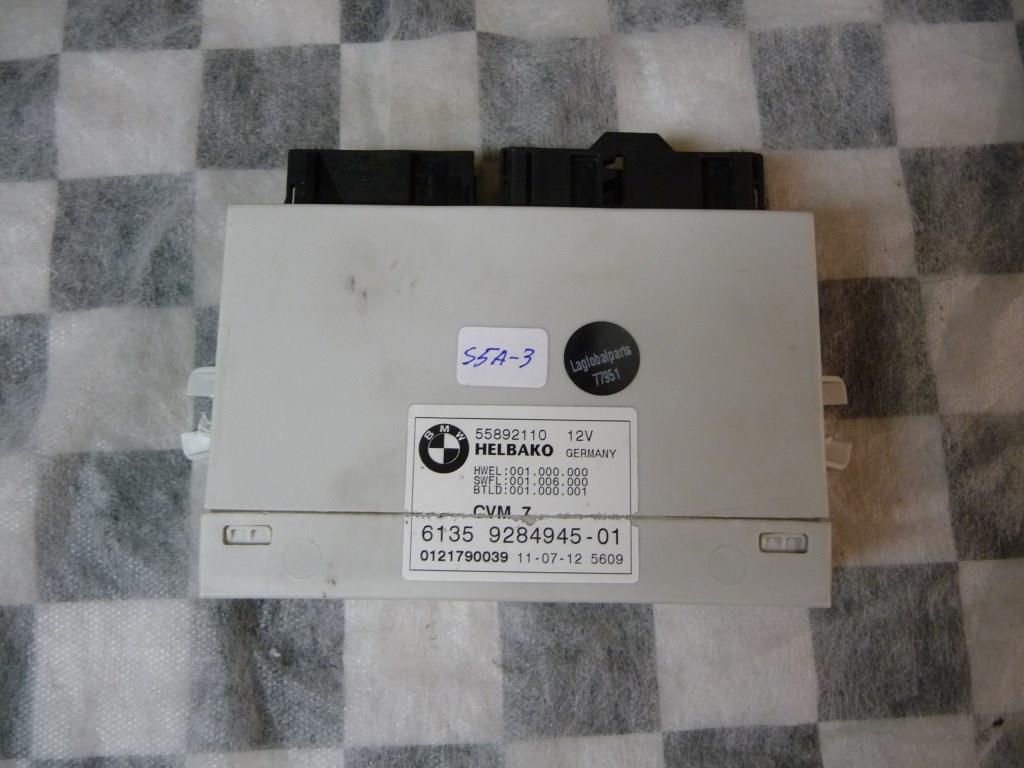 S5A-3
Laglobalparts
77951
BMW
55892110 12V
HELBAKO GERMANY
HWEL:001.000.000
SWFL:001.006.000
BTLD:001.000.001
CVM 7
6135 9284945-01
0121790039 11-07-12 5609